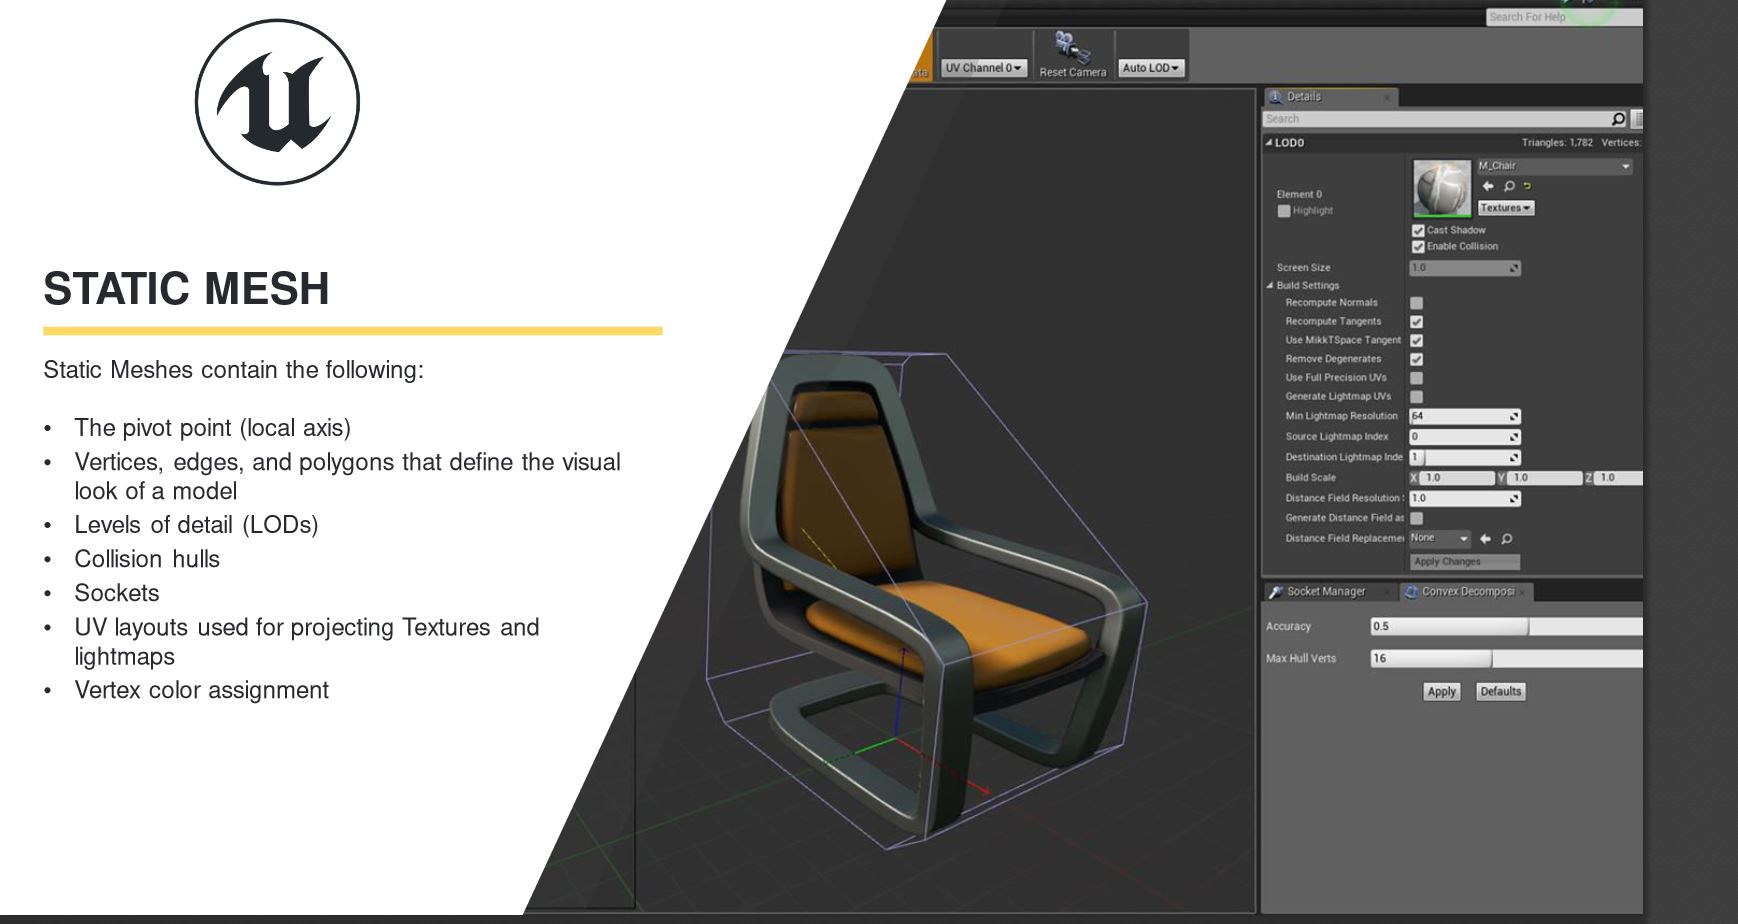 STATIC MESH
Static Meshes contain the following:
• The pivot point (local axis)
• Vertices, edges, and polygons that define the visual
look of a model
• Levels of detail (LODs)
• Collision hulls
• Sockets
• UV layouts used for projecting Textures and
lightmaps
• Vertex color assignment
Search For Help
UV Channel 0
Reset Camera
Auto LOD
Details
Search
LOD0 Triangles: 1,782 Vertices:
M_Chair
Element 0
Highlight
Textures
Cast Shadow
Enable Collision
Screen Size 1.0
Build Settings
Recompute Normals
Recompute Tangents
Use MikkTSpace Tangent
Remove Degenerates
Use Full Precision UVs
Generate Lightmap UVs
Min Lightmap Resolution 64
Source Lightmap Index 0
Destination Lightmap Inde 1
Build Scale X 1.0 Y 1.0 Z 1.0
Distance Field Resolution 1.0
Generate Distance Field as
Distance Field Replacemer None
Apply Changes
Socket Manager Convex Decomposi
Accuracy 0.5
Max Hull Verts 16
Apply Defaults